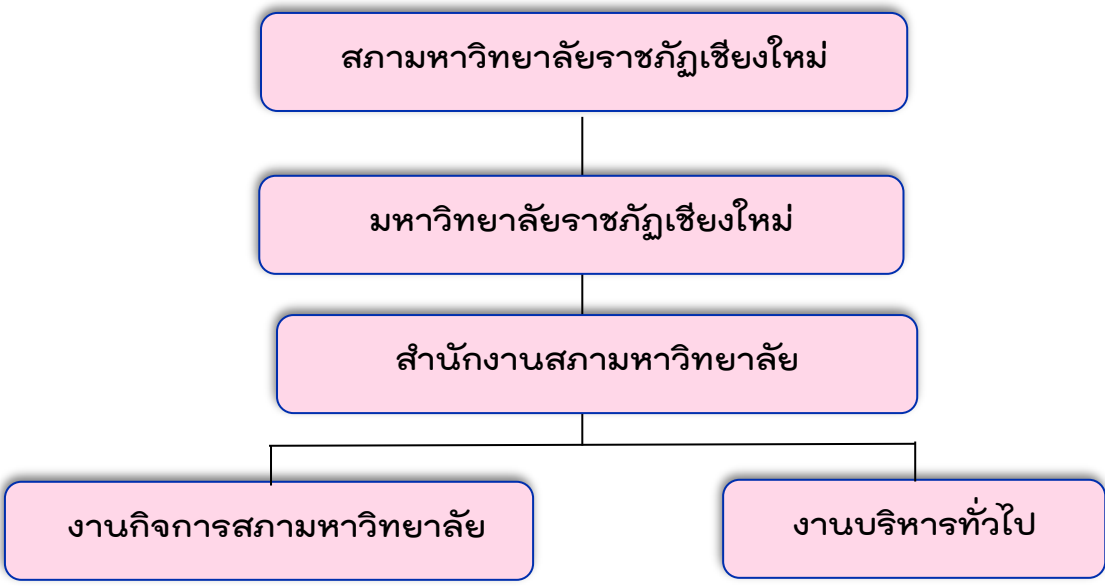 สภามหาวิทยาลัยราชภัฏเชียงใหม่
มหาวิทยาลัยราชภัฏเชียงใหม่
สำนักงานสภามหาวิทยาลัย
งานกิจการสภามหาวิทยาลัย
งานบริหารทั่วไป